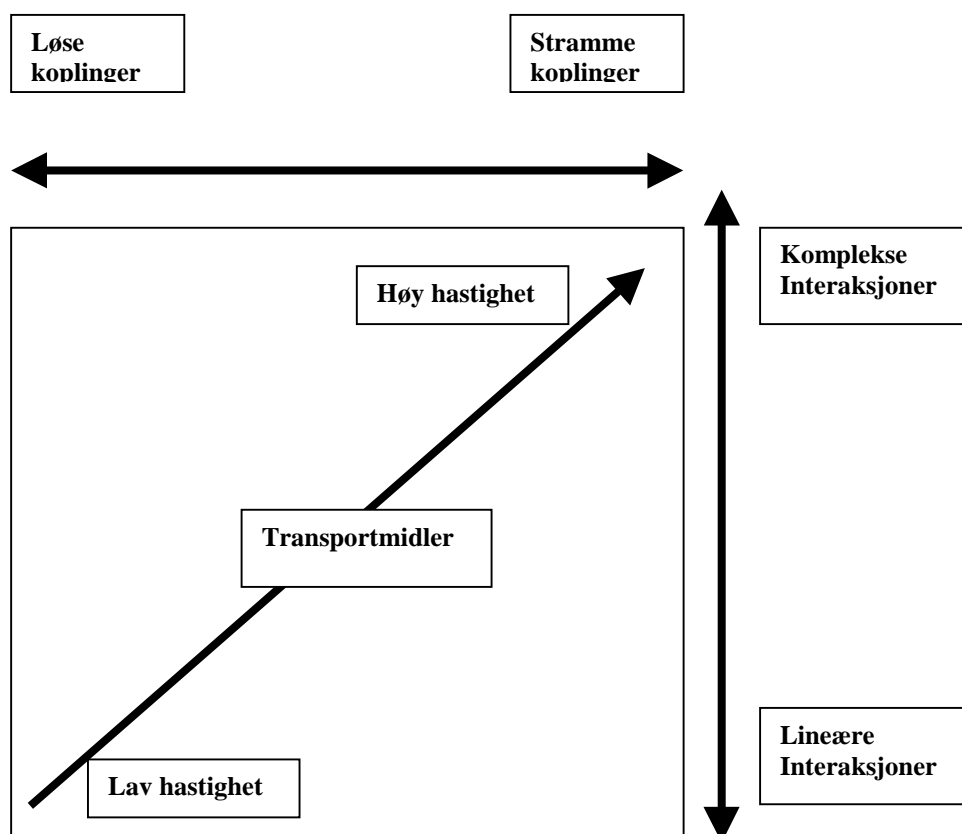 Løse
koplinger
Stramme
koplinger
Komplekse
Interaksjoner
Høy hastighet
Transportmidler
Lineære
Interaksjoner
Lav hastighet